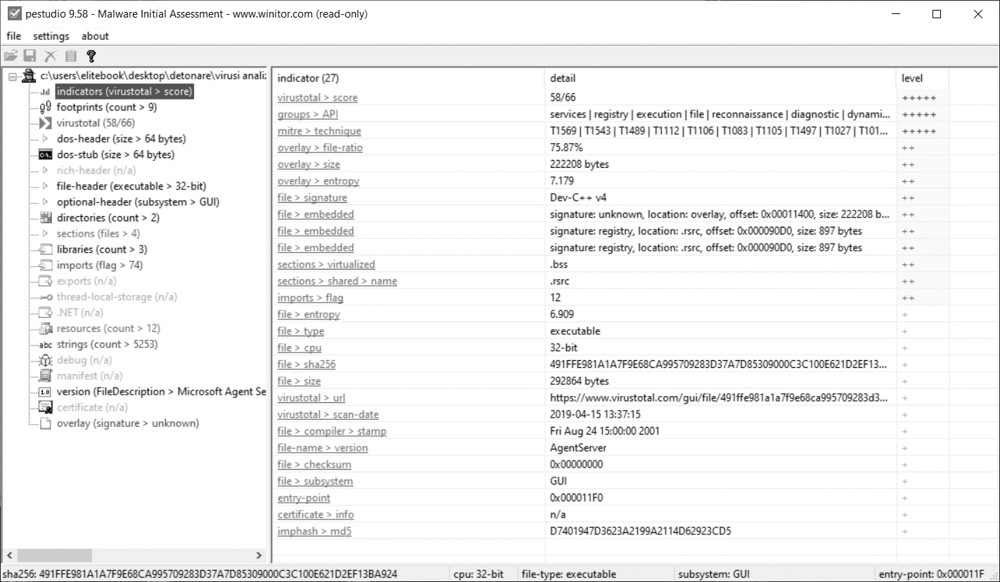 pestudio 9.58 - Malware Initial Assessment - www.winitor.com (read-only)
file settings about
c:\users\elitebook\desktop\detonare\virusi analiz
indicators (virustotal > score)
footprints (count > 9)
virustotal (58/66)
dos-header (size > 64 bytes)
dos-stub (size > 64 bytes)
rich-header (n/a)
file-header (executable > 32-bit)
optional-header (subsystem > GUI)
directories (count > 2)
sections (files > 4)
libraries (count > 3)
imports (flag > 74)
exports (n/a)
thread-local-storage (n/a)
.NET (n/a)
resources (count > 12)
abc strings (count > 5253)
debug (n/a)
manifest (n/a)
1.0 version (FileDescription > Microsoft Agent Se
certificate (n/a)
overlay (signature > unknown)
indicator (27) detail level
virustotal > score 58/66 +++++
groups > API services | registry | execution | file | reconnaissance | diagnostic | dynami... +++++
mitre > technique T1569 | T1543 | T1489 | T1112 | T1106 | T1083 | T1105 | T1497 | T1027 | T101... +++++
overlay > file-ratio 75.87% ++
overlay > size 222208 bytes ++
overlay > entropy 7.179 ++
file > signature Dev-C++ v4 ++
file > embedded signature: unknown, location: overlay, offset: 0x00011400, size: 222208 b... ++
file > embedded signature: registry, location: .rsrc, offset: 0x000090D0, size: 897 bytes ++
file > embedded signature: registry, location: .rsrc, offset: 0x000090D0, size: 897 bytes ++
sections > virtualized .bss ++
sections > shared > name .rsrc ++
imports > flag 12 ++
file > entropy 6.909 +
file > type executable +
file > cpu 32-bit +
file > sha256 491FFE981A1A7F9E68CA995709283D37A7D85309000C3C100E621D2EF13... +
file > size 292864 bytes +
virustotal > url https://www.virustotal.com/gui/file/491ffe981a1a7f9e68ca995709283d3... +
virustotal > scan-date 2019-04-15 13:37:15 +
file > compiler > stamp Fri Aug 24 15:00:00 2001 +
file-name > version AgentServer +
file > checksum 0x00000000 +
file > subsystem GUI +
entry-point 0x000011F0 +
certificate > info n/a +
imphash > md5 D7401947D3623A2199A2114D62923CD5 +
sha256: 491FFE981A1A7F9E68CA995709283D37A7D85309000C3C100E621D2EF13BA924 cpu: 32-bit file-type: executable subsystem: GUI entry-point: 0x000011F